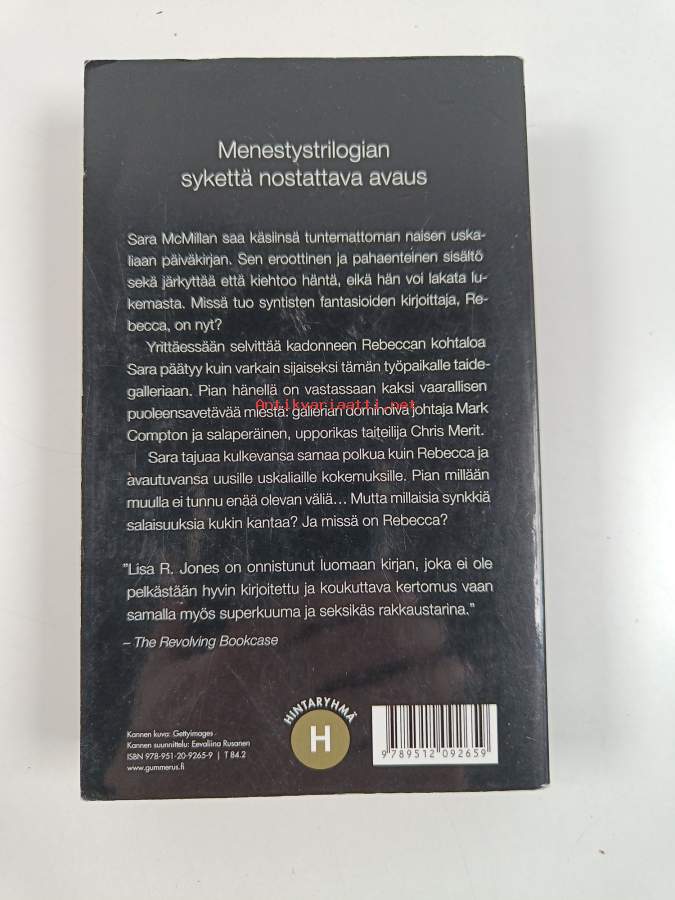 Menestystrilogian
sykettä nostattava avaus
Sara McMillan saa käsiinsä tuntemattoman naisen uska-
liaan päiväkirjan. Sen eroottinen ja pahaenteinen sisältö
sekä järkyttää että kiehtoo häntä, eikä hän voi lakata lu-
kemasta. Missä tuo syntisten fantasioiden kirjoittaja, Re-
becca, on nyt?
Yrittäessään selvittää kadonneen Rebeccan kohtaloa
Sara päätyy kuin varkain sijaiseksi tämän työpaikalle taide-
galleriaan. Pian hänellä on vastassaan kaksi vaarallisen
Antikvariaatti.net
puoleensavetävää miestä: gallerian dominoiva johtaja Mark
Compton ja salaperäinen, upporikas taiteilija Chris Merit.
Sara tajuaa kulkevansa samaa polkua kuin Rebecca ja
avautuvansa uusille uskaliaille kokemuksille. Pian millään
muulla ei tunnu enää olevan väliä… Mutta millaisia synkkiä
salaisuuksia kukin kantaa? Ja missä on Rebecca?
"Lisa R. Jones on onnistunut luomaan kirjan, joka ei ole
pelkästään hyvin kirjoitettu ja koukuttava kertomus vaan
samalla myös superkuuma ja seksikäs rakkaustarina."
– The Revolving Bookcase
HINTARYHMÄ
H
Kannen kuva: Gettyimages
Kannen suunnittelu: Eevaliina Rusanen
ISBN 978-951-20-9265-9 | T 84.2
www.gummerus.fi
9 789512 092659